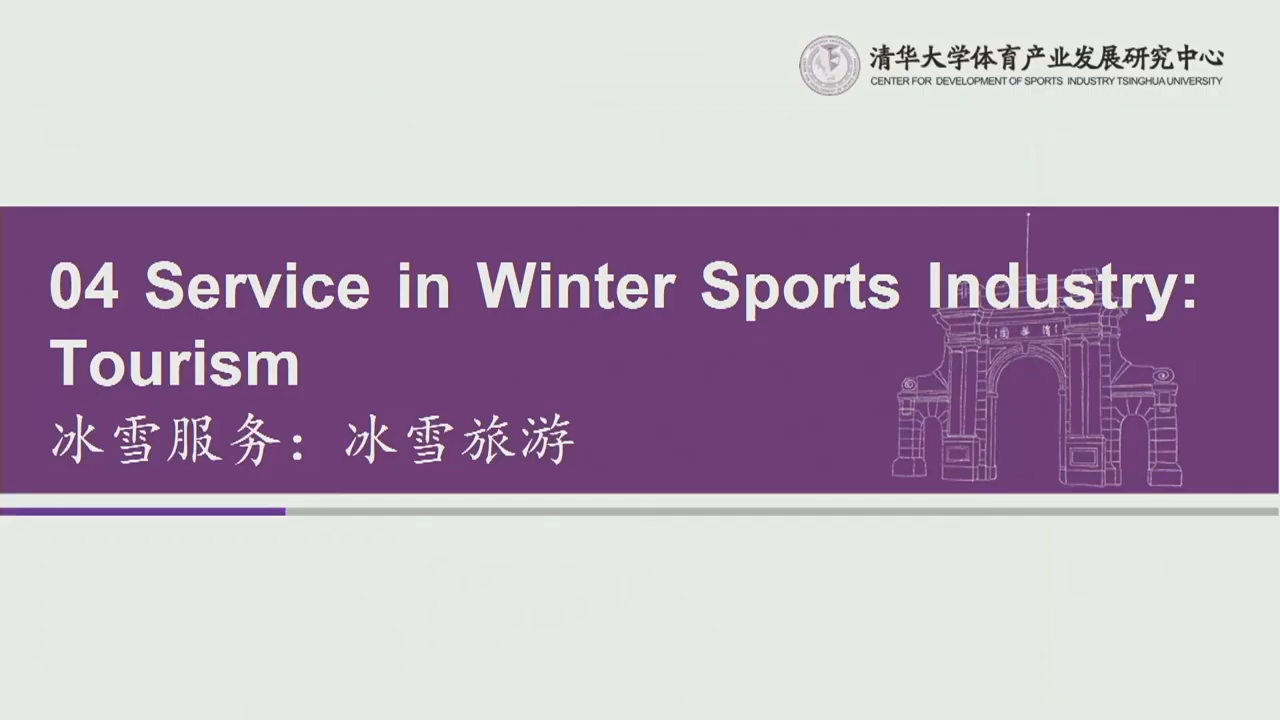 清华大学体育产业发展研究中心
CENTER FOR DEVELOPMENT OF SPORTS INDUSTRY TSINGHUA UNIVERSITY
04 Service in Winter Sports Industry:
Tourism
冰雪服务：冰雪旅游